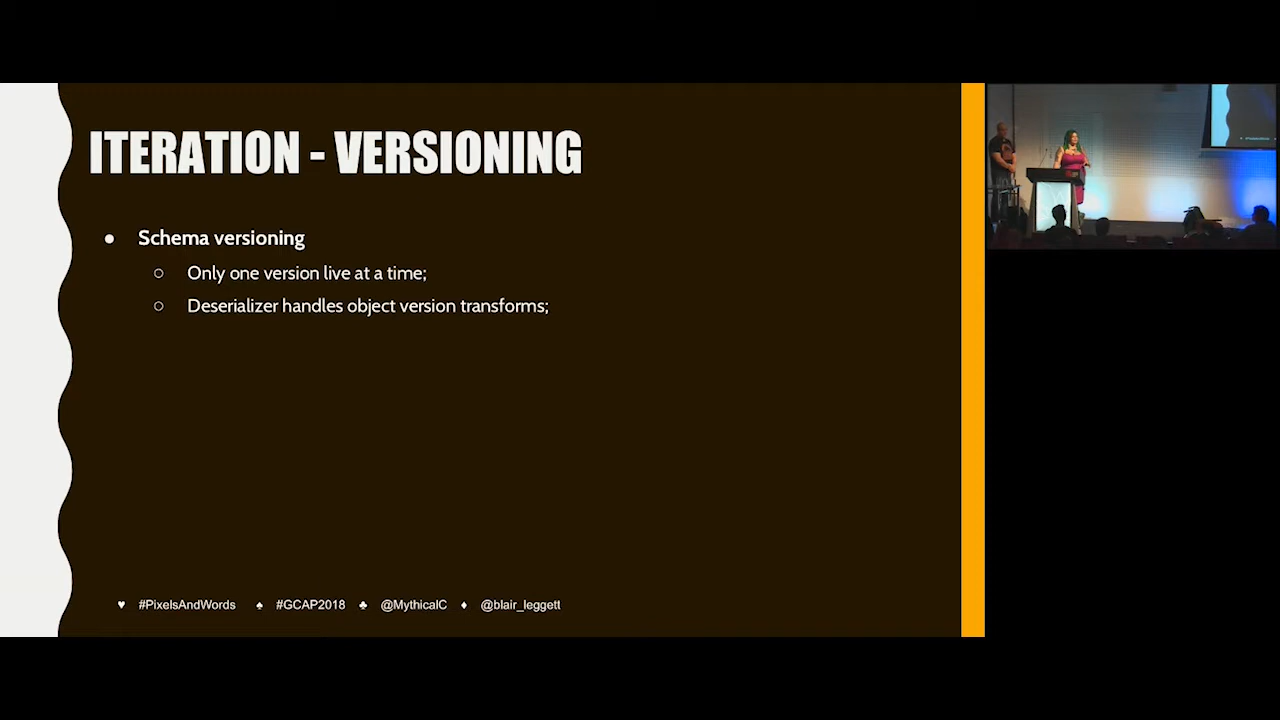 ITERATION - VERSIONING
● Schema versioning
○ Only one version live at a time;
○ Deserializer handles object version transforms;
♥ #PixelsAndWords ♠ #GCAP2018 ♣ @MythicalC ♦ @blair_leggett